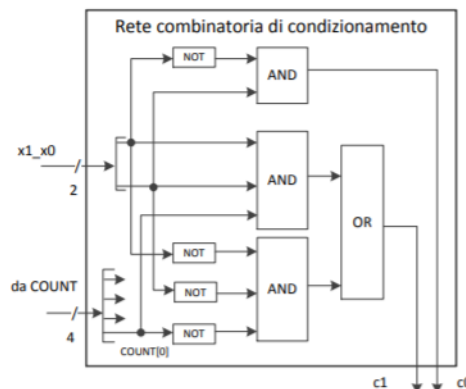 Rete combinatoria di condizionamento
NOT
AND
x1_x0
2
AND
OR
NOT
NOT
AND
NOT
da COUNT
4
COUNT[0]
c1